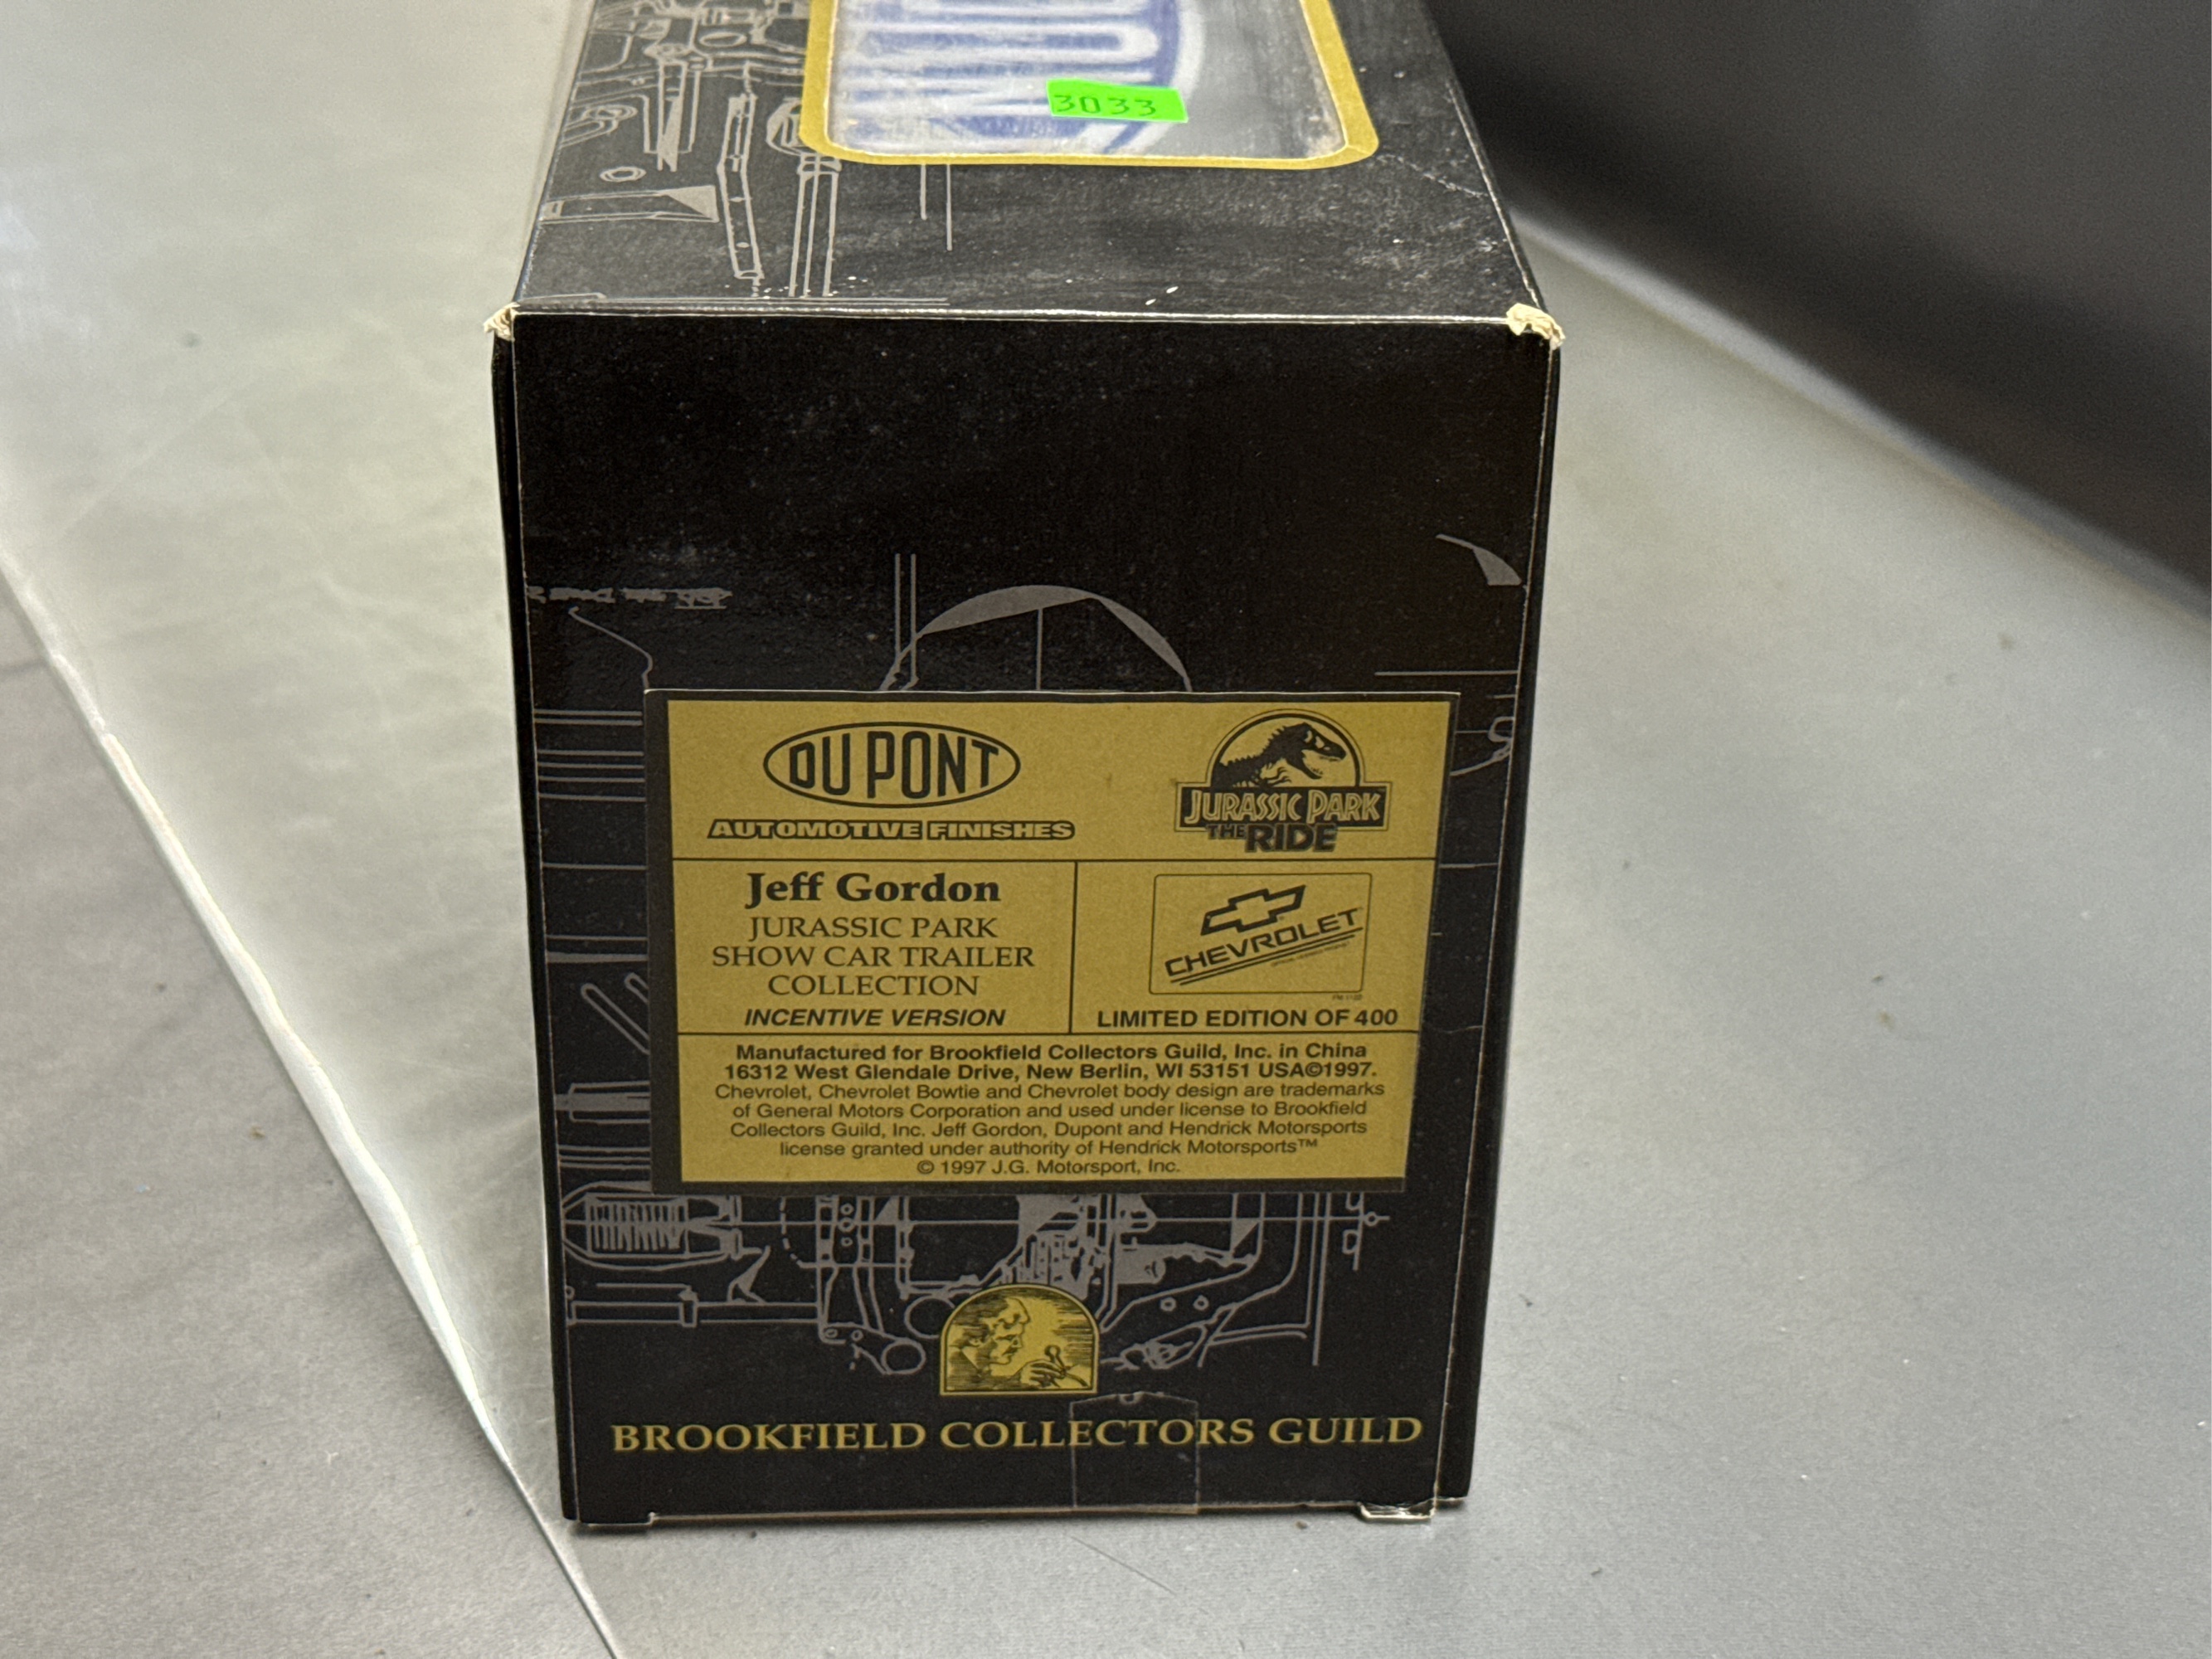 3033
DU PONT
AUTOMOTIVE FINISHES
JURASSIC PARK
THE RIDE
Jeff Gordon
JURASSIC PARK
SHOW CAR TRAILER
COLLECTION
INCENTIVE VERSION
CHEVROLET
LIMITED EDITION OF 400
Manufactured for Brookfield Collectors Guild, Inc. in China
16312 West Glendale Drive, New Berlin, WI 53151 USA©1997.
Chevrolet, Chevrolet Bowtie and Chevrolet body design are trademarks
of General Motors Corporation and used under license to Brookfield
Collectors Guild, Inc. Jeff Gordon, Dupont and Hendrick Motorsports
license granted under authority of Hendrick Motorsports™
© 1997 J.G. Motorsport, Inc.
BROOKFIELD COLLECTORS GUILD